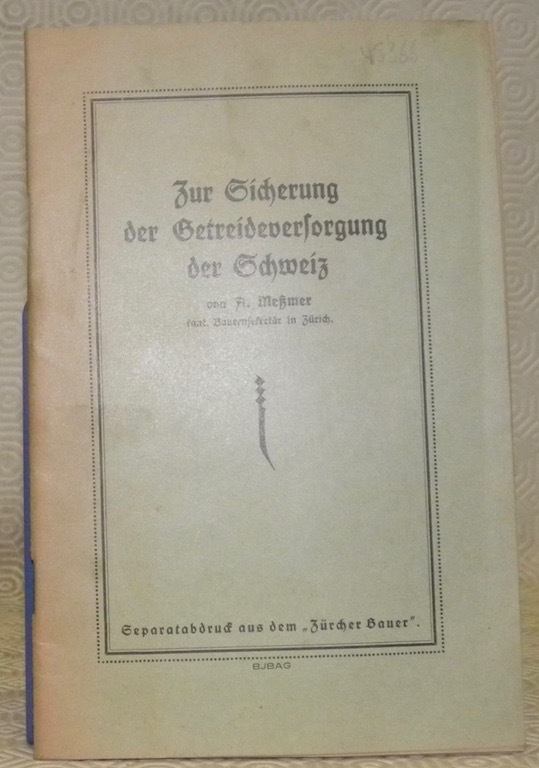 Zur Sicherung
der Getreideversorgung
der Schweiz
von A. Meßmer
kant. Bauernsekretär in Zürich.
Separatabdruck aus dem „Zürcher Bauer“.
BJBAG